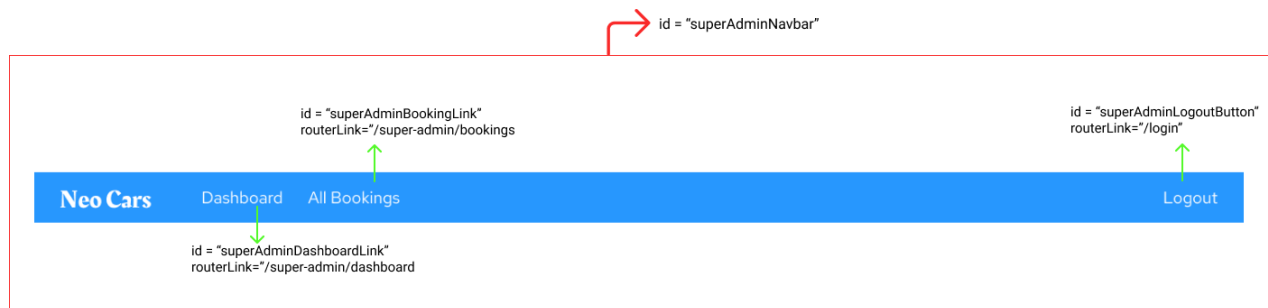 id = “superAdminNavbar”
id = “superAdminBookingLink”
routerLink=”/super-admin/bookings
id = “superAdminLogoutButton”
routerLink=”/login”
Neo Cars
Dashboard
All Bookings
Logout
id = “superAdminDashboardLink”
routerLink=”/super-admin/dashboard